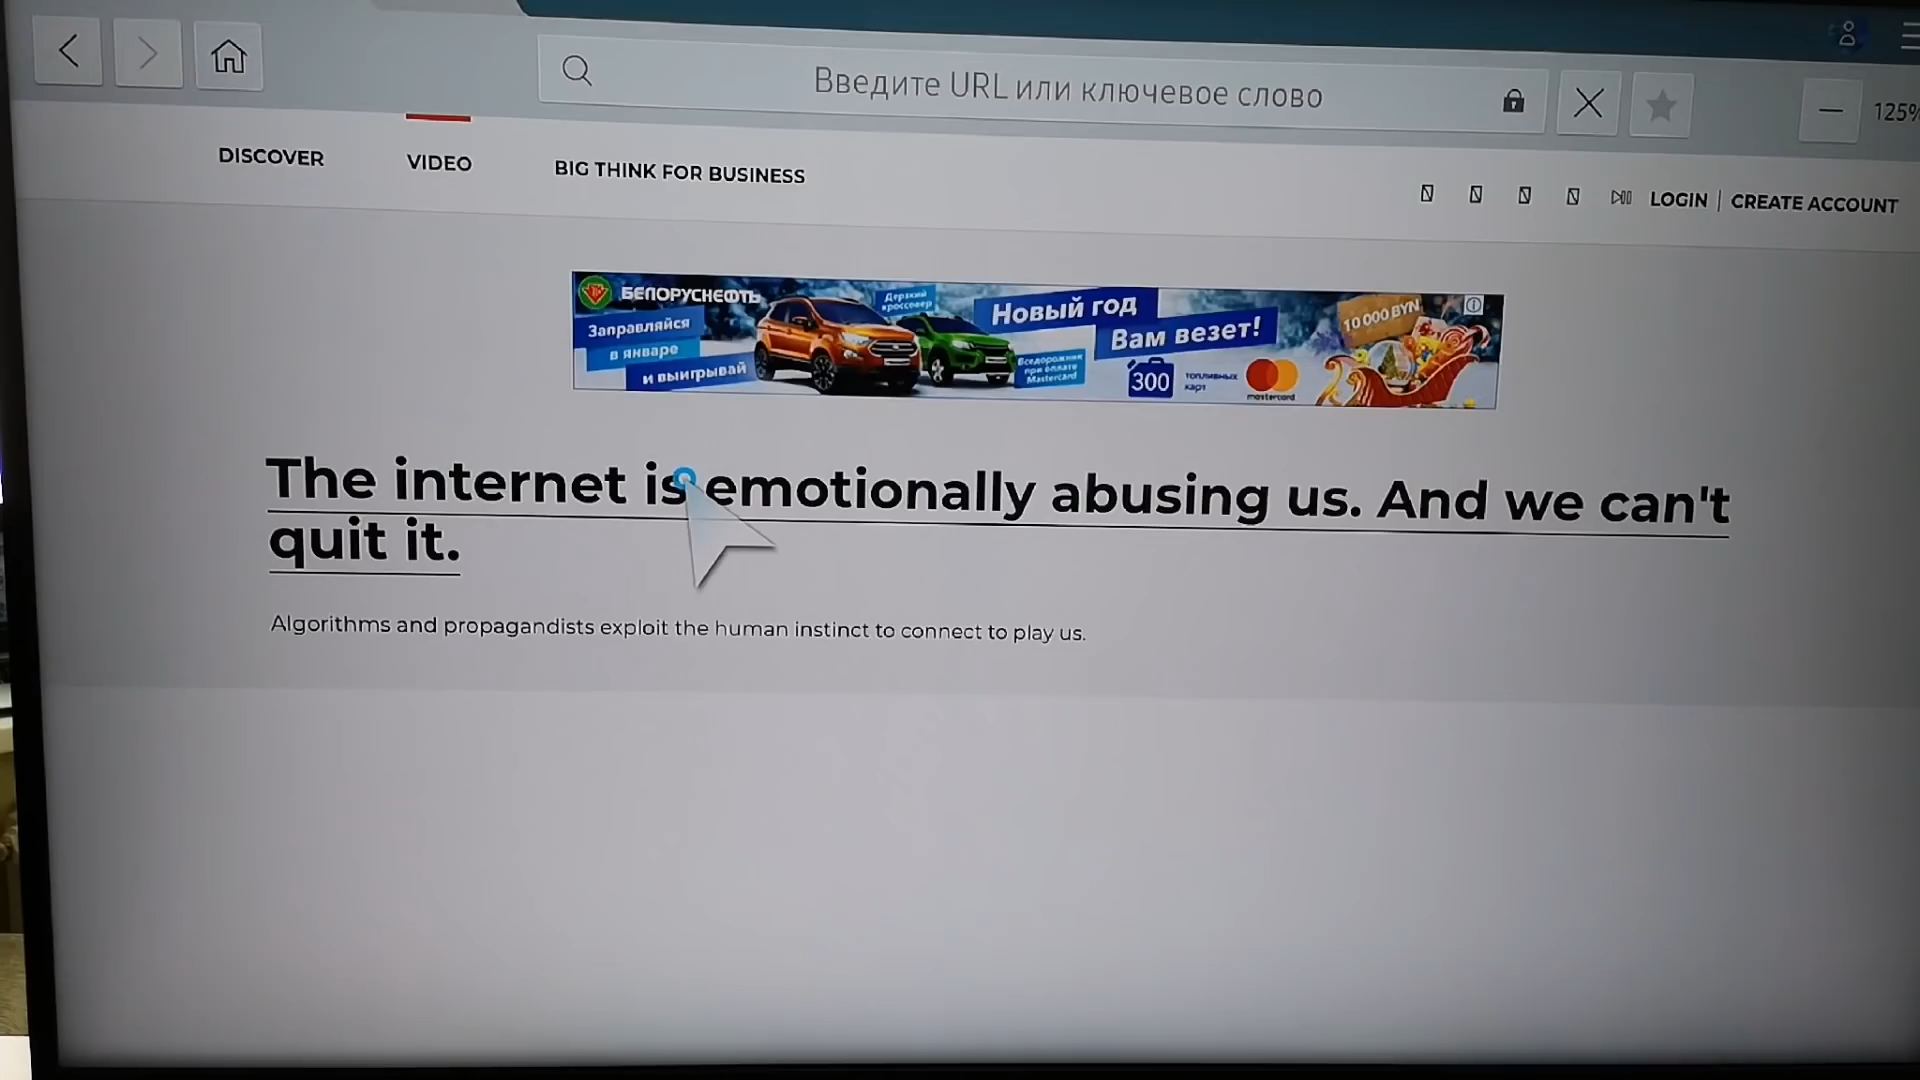 Введите URL или ключевое слово
125%
DISCOVER
VIDEO
BIG THINK FOR BUSINESS
LOGIN | CREATE ACCOUNT
БЕЛОРУСНЕФТЬ
Заправляйся
в январе
и выигрывай
Дерзкий
кроссовер
Новый год
Вам везет!
Вседорожник
при оплате
Mastercard
300
топливных
карт
mastercard
10 000 BYN
The internet is emotionally abusing us. And we can't
quit it.
Algorithms and propagandists exploit the human instinct to connect to play us.